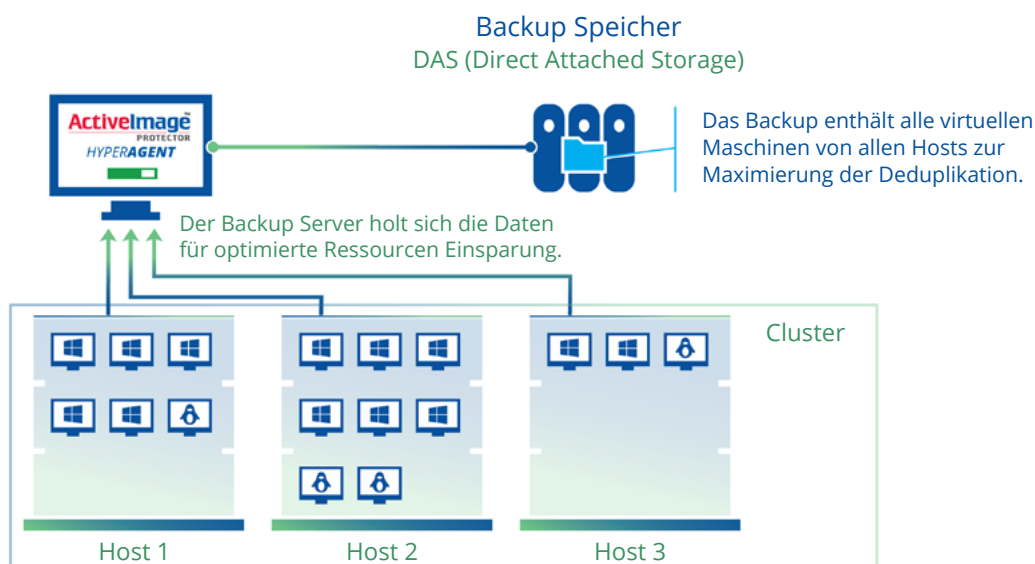 Backup Speicher
DAS (Direct Attached Storage)
ActiveImage™
PROTECTOR
HYPERAGENT
Das Backup enthält alle virtuellen
Maschinen von allen Hosts zur
Maximierung der Deduplikation.
Der Backup Server holt sich die Daten
für optimierte Ressourcen Einsparung.
Cluster
Host 1
Host 2
Host 3